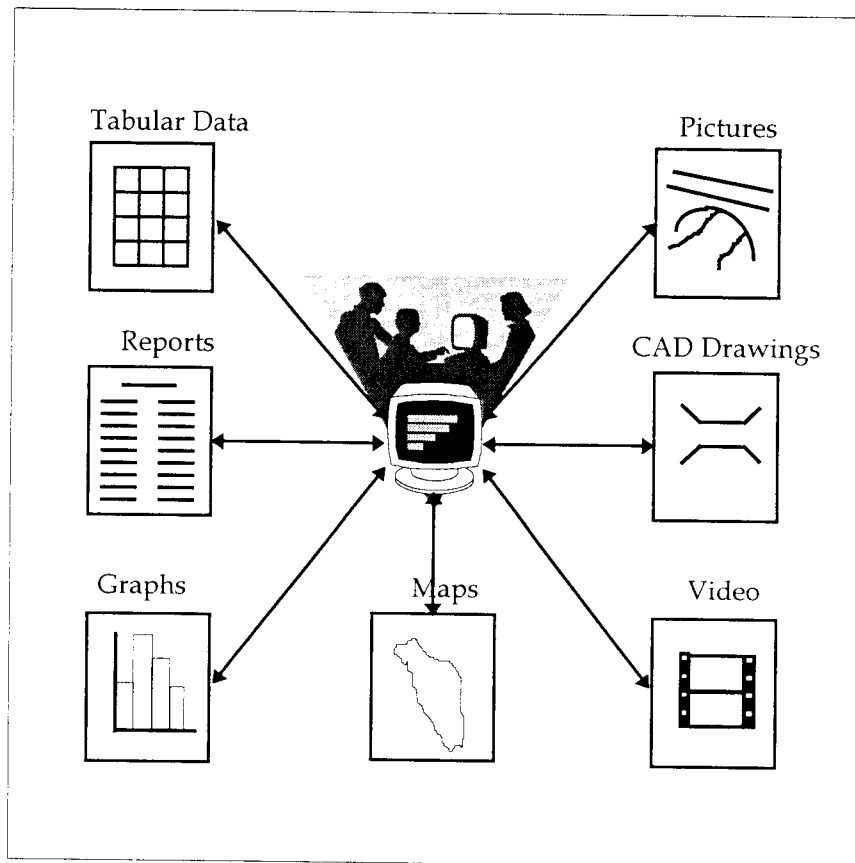 Tabular Data
Pictures
Reports
CAD Drawings
Graphs
Maps
Video